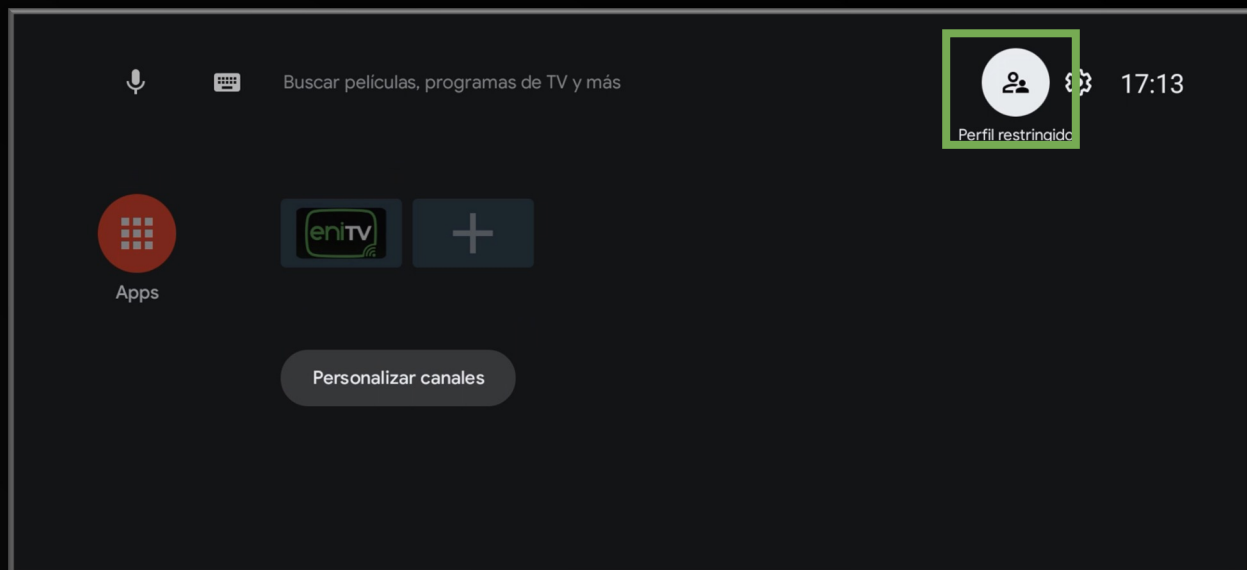 Buscar películas, programas de TV y más
17:13
Perfil restringido
eniTV
Apps
Personalizar canales